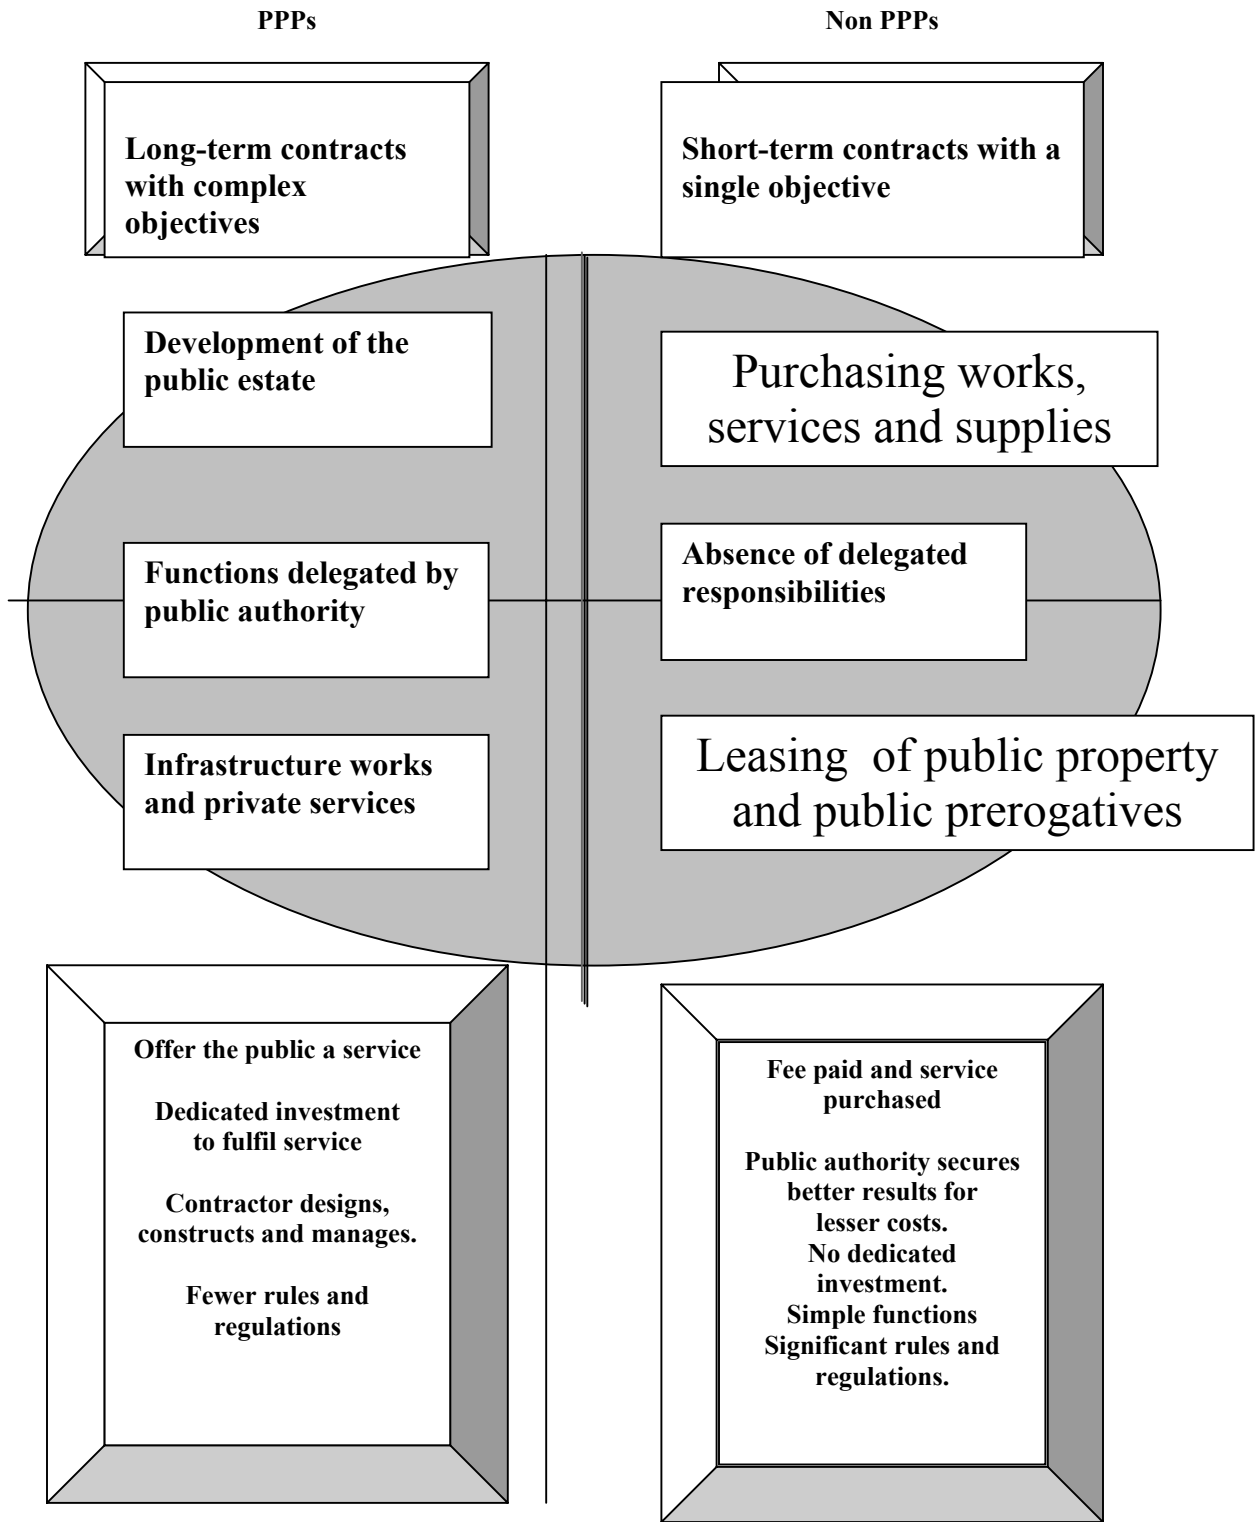 PPPs
Non PPPs
Long-term contracts
with complex
objectives
Short-term contracts with a
single objective
Development of the
public estate
Purchasing works,
services and supplies
Functions delegated by
public authority
Absence of delegated
responsibilities
Infrastructure works
and private services
Leasing  of public property
and public prerogatives
Offer the public a service
Dedicated investment
to fulfil service
Contractor designs,
constructs and manages.
Fewer rules and
regulations
Fee paid and service
purchased
Public authority secures
better results for
lesser costs.
No dedicated
investment.
Simple functions
Significant rules and
regulations.